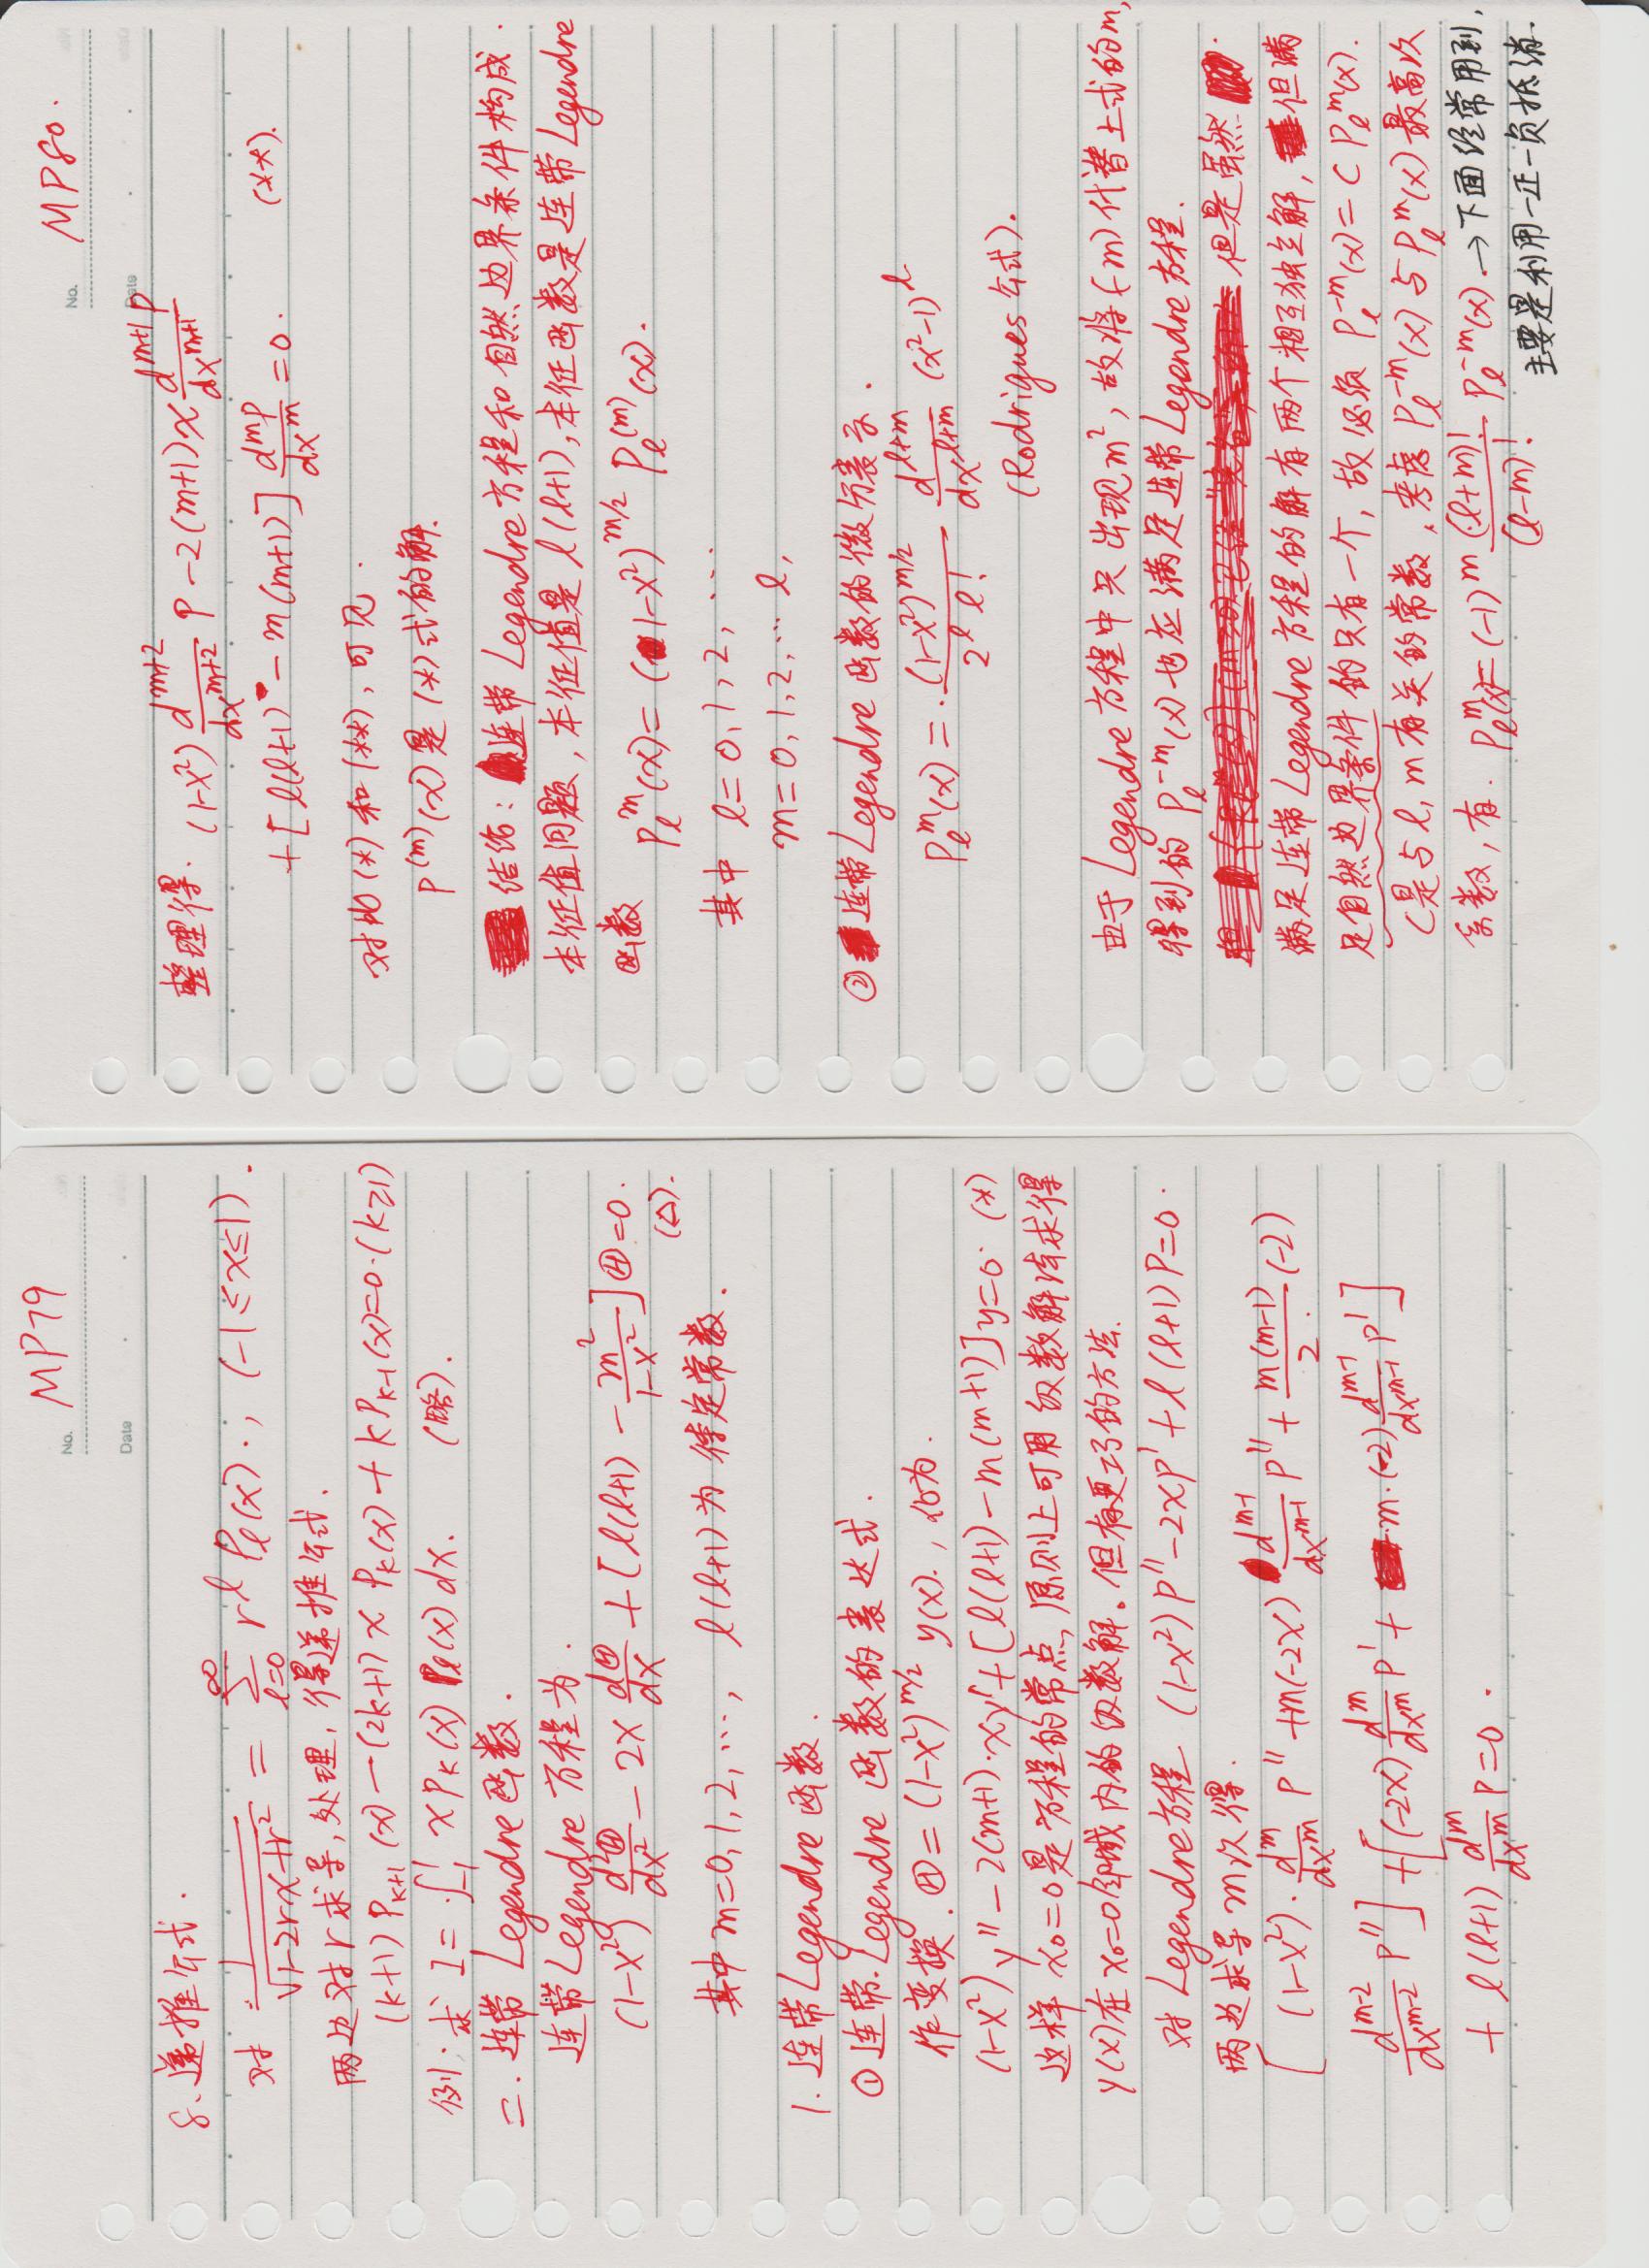 No. MP79
Date
8. 递推公式.
对 \frac{1}{\sqrt{1-2rx+r^2}} = \sum_{l=0}^{\infty} r^l P_l(x)., (-1≤x≤1).
两边对r求导, 处理, 得递推公式.
(k+1) P_{k+1}(x) - (2k+1) x P_k(x) + k P_{k-1}(x) = 0. (k≥1)
例: 求 I = \int_{-1}^{1} x P_k(x) P_l(x) dx. (略).
二. 连带 Legendre 函数.
连带 Legendre 方程为.
(1-x^2) \frac{d^2Θ}{dx^2} - 2x \frac{dΘ}{dx} + [l(l+1) - \frac{m^2}{1-x^2}] Θ = 0.
(Δ).
其中 m=0,1,2,…, l(l+1)为待定常数.
1. 连带 Legendre 函数.
① 连带. Legendre 函数的表达式.
作变换. Θ = (1-x^2)^{m/2} y(x)., 化为.
(1-x^2) y'' - 2(m+1)·xy' + [l(l+1) - m(m+1)] y = 0. (*)
这样 x_0=0 是方程的常点, 原则上可用级数解法求得
y(x)在 x_0=0 邻域内的级数解。但有更巧的方法.
对 Legendre方程 (1-x^2)P'' - 2xP' + l(l+1)P = 0.
两边求导 m次得.
[ (1-x^2)· \frac{d^m}{dx^m} P'' + m(-2x) \frac{d^{m-1}}{dx^{m-1}} P'' + \frac{m(m-1)}{2} (-2)
\frac{d^{m-2}}{dx^{m-2}} P'' ] + [ (-2x) \frac{d^m}{dx^m} P' + ·m·(-2) \frac{d^{m-1}}{dx^{m-1}} P' ]
+ l(l+1) \frac{d^m}{dx^m} P = 0.
No. MP80.
Date
整理得. (1-x^2) \frac{d^{m+2}}{dx^{m+2}} P - 2(m+1) x \frac{d^{m+1}P}{dx^{m+1}}
+ [l(l+1) - m(m+1)] \frac{d^mP}{dx^m} = 0. (**).
对比 (*) 和 (**), 可见.
P^{(m)}(x) 是 (*) 式的解.
结论: 连带 Legendre 方程和自然边界条件构成.
本征值问题, 本征值是 l(l+1), 本征函数是连带 Legendre
函数 P_l^m(x) = (1-x^2)^{m/2} P_l^{(m)}(x).
其中 l=0,1,2,…
m=0,1,2,… l,
② 连带 Legendre 函数的微分表示.
P_l^m(x) = \frac{(1-x^2)^{m/2}}{2^l l!} \frac{d^{l+m}}{dx^{l+m}} (x^2-1)^l
(Rodrigues 公式).
由于 Legendre 方程中只出现 m^2, 故将(-m)代替上式的m,
得到的 P_l^{-m}(x) 也应满足连带 Legendre 方程.
但是虽然
满足连带 Legendre 方程的解有两个相互独立解, 但满
足自然边界条件的只有一个, 故必须 P_l^{-m}(x) = C P_l^m(x).
C是与l, m有关的常数, 考虑 P_l^{-m}(x) 与 P_l^m(x) 最高次
系数, 有. P_l^m(x) = (-1)^m \frac{(l+m)!}{(l-m)!} P_l^{-m}(x) → 下面经常用到,
主要是利用一正一负抵消.